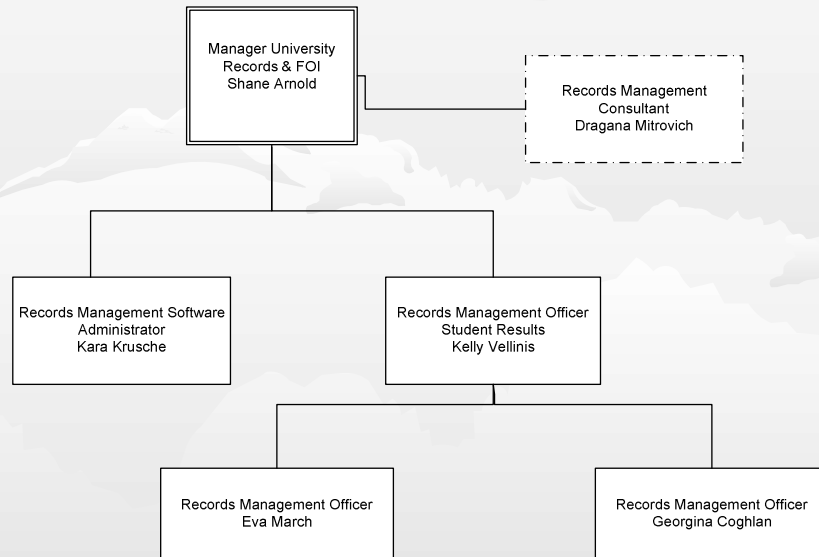 Manager University
Records & FOI
Shane Arnold
Records Management
Consultant
Dragana Mitrovich
Records Management Software
Administrator
Kara Krusche
Records Management Officer
Student Results
Kelly Vellinis
Records Management Officer
Eva March
Records Management Officer
Georgina Coghlan